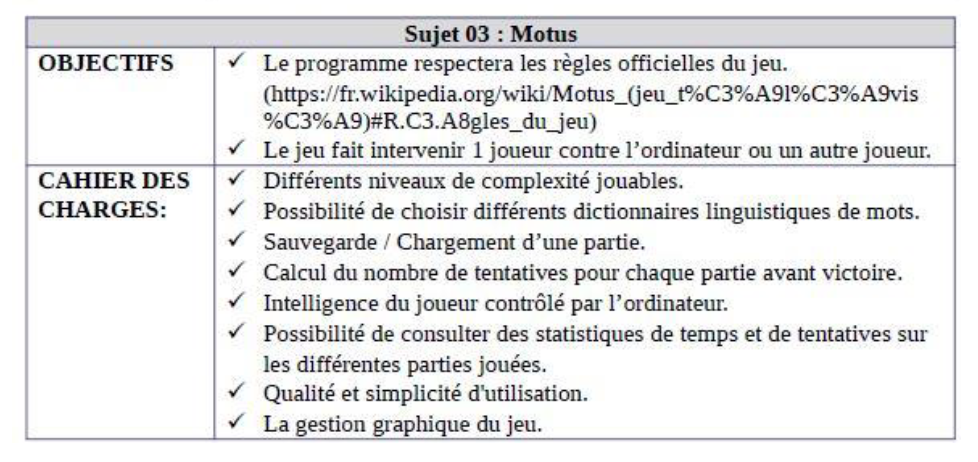 Sujet 03 : Motus
OBJECTIFS
✓ Le programme respectera les règles officielles du jeu.
(https://fr.wikipedia.org/wiki/Motus_(jeu_t%C3%A9l%C3%A9vis
%C3%A9)#R.C3.A8gles_du_jeu)
✓ Le jeu fait intervenir 1 joueur contre l’ordinateur ou un autre joueur.
CAHIER DES
CHARGES:
✓ Différents niveaux de complexité jouables.
✓ Possibilité de choisir différents dictionnaires linguistiques de mots.
✓ Sauvegarde / Chargement d’une partie.
✓ Calcul du nombre de tentatives pour chaque partie avant victoire.
✓ Intelligence du joueur contrôlé par l’ordinateur.
✓ Possibilité de consulter des statistiques de temps et de tentatives sur
les différentes parties jouées.
✓ Qualité et simplicité d'utilisation.
✓ La gestion graphique du jeu.